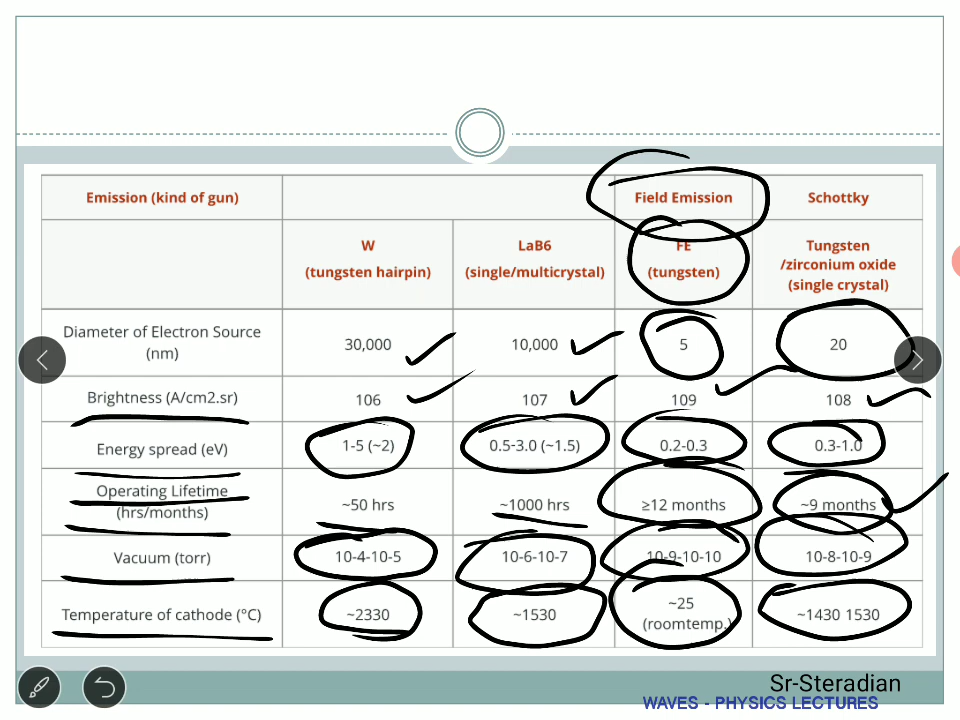 Emission (kind of gun) Field Emission Schottky
W LaB6 FE Tungsten
(tungsten hairpin) (single/multicrystal) (tungsten) /zirconium oxide
(single crystal)
Diameter of Electron Source
(nm) 30,000 10,000 5 20
Brightness (A/cm2.sr) 106 107 109 108
Energy spread (eV) 1-5 (~2) 0.5-3.0 (~1.5) 0.2-0.3 0.3-1.0
Operating Lifetime
(hrs/months) ~50 hrs ~1000 hrs ≥12 months ~9 months
Vacuum (torr) 10-4-10-5 10-6-10-7 10-9-10-10 10-8-10-9
Temperature of cathode (°C) ~2330 ~1530 ~25 ~1430 1530
(roomtemp.)
Sr-Steradian
WAVES - PHYSICS LECTURES